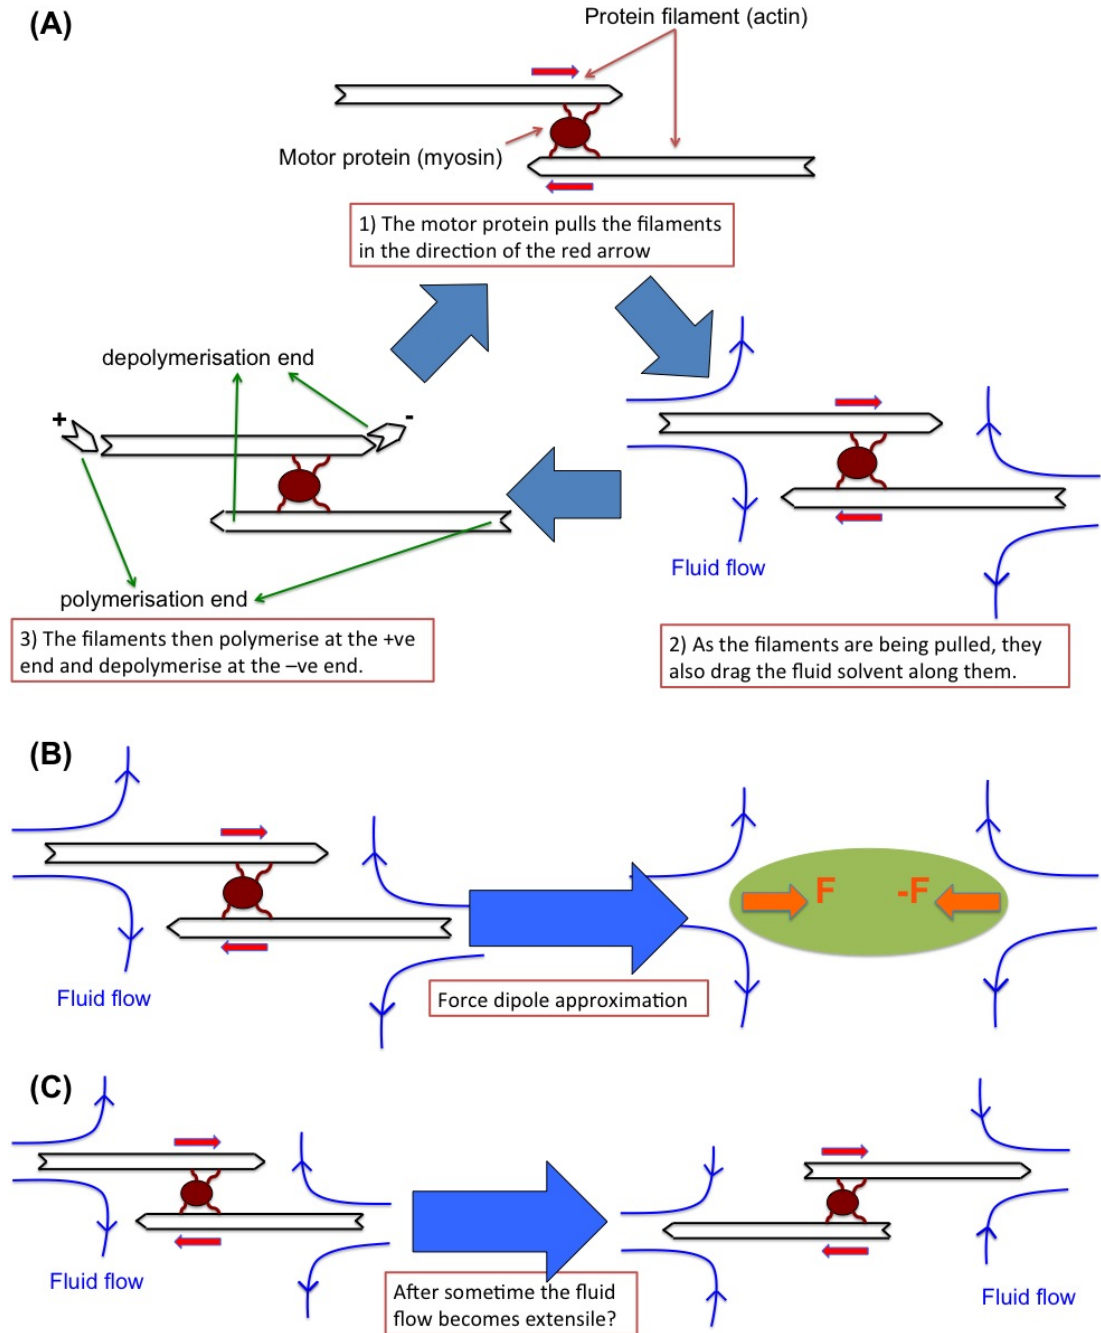 (A)
Protein filament (actin)
Motor protein (myosin)
1) The motor protein pulls the filaments
in the direction of the red arrow
depolymerisation end
+
-
polymerisation end
3) The filaments then polymerise at the +ve
end and depolymerise at the –ve end.
Fluid flow
2) As the filaments are being pulled, they
also drag the fluid solvent along them.
(B)
Fluid flow
Force dipole approximation
F
-F
(C)
Fluid flow
After sometime the fluid
flow becomes extensile?
Fluid flow